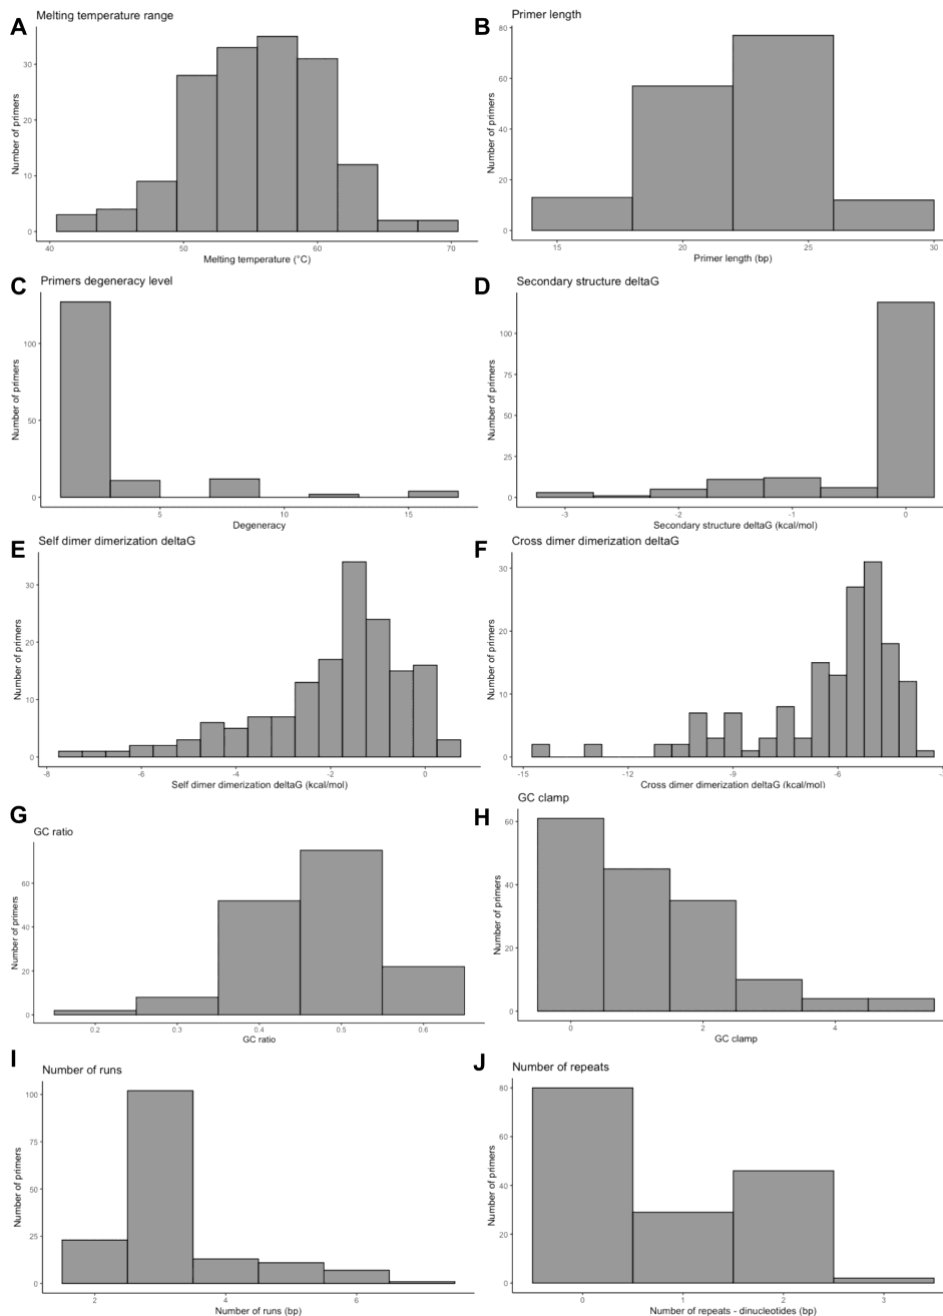 A
Melting temperature range
Number of primers
30
20
10
0
40
50
60
70
Melting temperature (°C)
B
Primer length
Number of primers
80
60
40
20
0
15
20
25
30
Primer length (bp)
C
Primers degeneracy level
Number of primers
100
50
0
5
10
15
Degeneracy
D
Secondary structure deltaG
Number of primers
100
75
50
25
0
-3
-2
-1
0
Secondary structure deltaG (kcal/mol)
E
Self dimer dimerization deltaG
Number of primers
30
20
10
0
-8
-6
-4
-2
0
Self dimer dimerization deltaG (kcal/mol)
F
Cross dimer dimerization deltaG
Number of primers
30
20
10
0
-15
-12
-9
-6
Cross dimer dimerization deltaG (kcal/mol)
G
GC ratio
Number of primers
60
40
20
0
0.2
0.3
0.4
0.5
0.6
GC ratio
H
GC clamp
Number of primers
60
40
20
0
0
2
4
GC clamp
I
Number of runs
Number of primers
100
75
50
25
0
2
4
6
Number of runs (bp)
J
Number of repeats
Number of primers
80
60
40
20
0
0
1
2
3
Number of repeats - dinucleotides (bp)